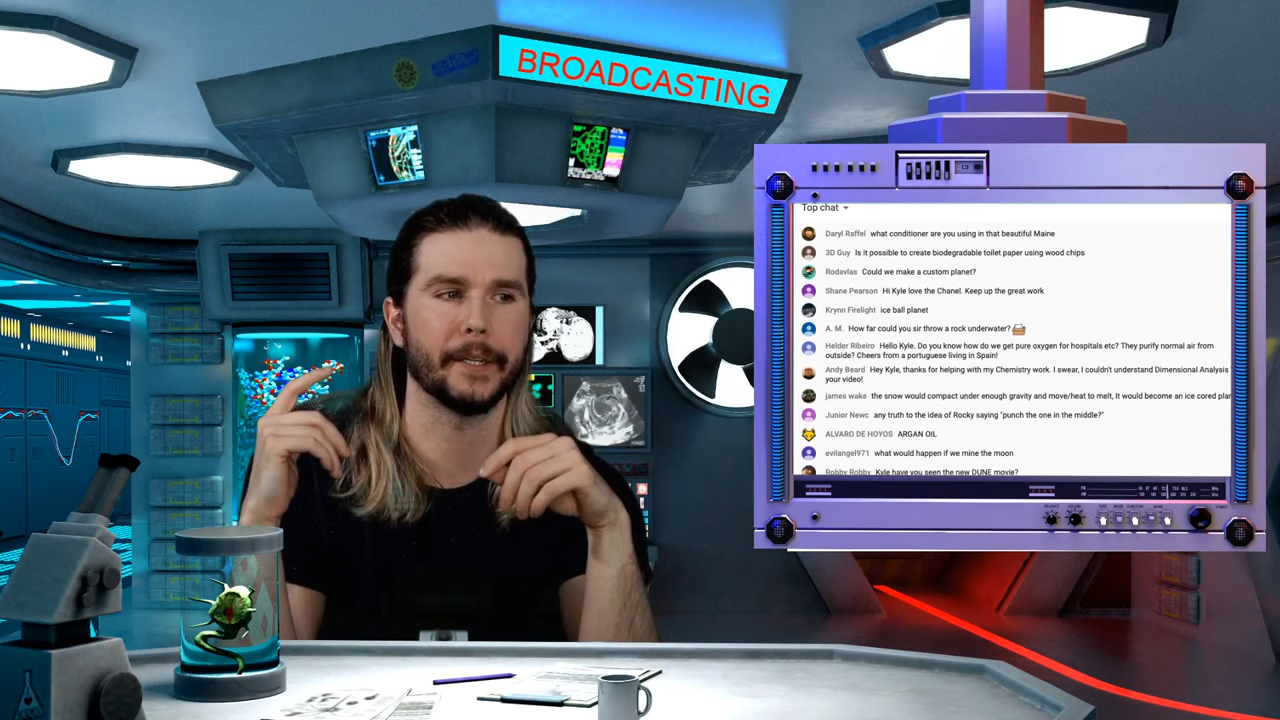 BROADCASTING
Top chat
Daryl Raffel what conditioner are you using in that beautiful Maine
3D Guy Is it possible to create biodegradable toilet paper using wood chips
Rodavlas Could we make a custom planet?
Shane Pearson Hi Kyle love the Chanel. Keep up the great work
Krynn Firelight ice ball planet
A. M. How far could you sir throw a rock underwater?
Helder Ribeiro Hello Kyle. Do you know how do we get pure oxygen for hospitals etc? They purify normal air from
outside? Cheers from a portuguese living in Spain!
Andy Beard Hey Kyle, thanks for helping with my Chemistry work. I swear, I couldn't understand Dimensional Analysis
your video!
james wake the snow would compact under enough gravity and move/heat to melt, It would become an ice cored plan
Junior Newc any truth to the idea of Rocky saying "punch the one in the middle?"
ALVARO DE HOYOS ARGAN OIL
evilangel971 what would happen if we mine the moon
Robby Robby Kyle have you seen the new DUNE movie?